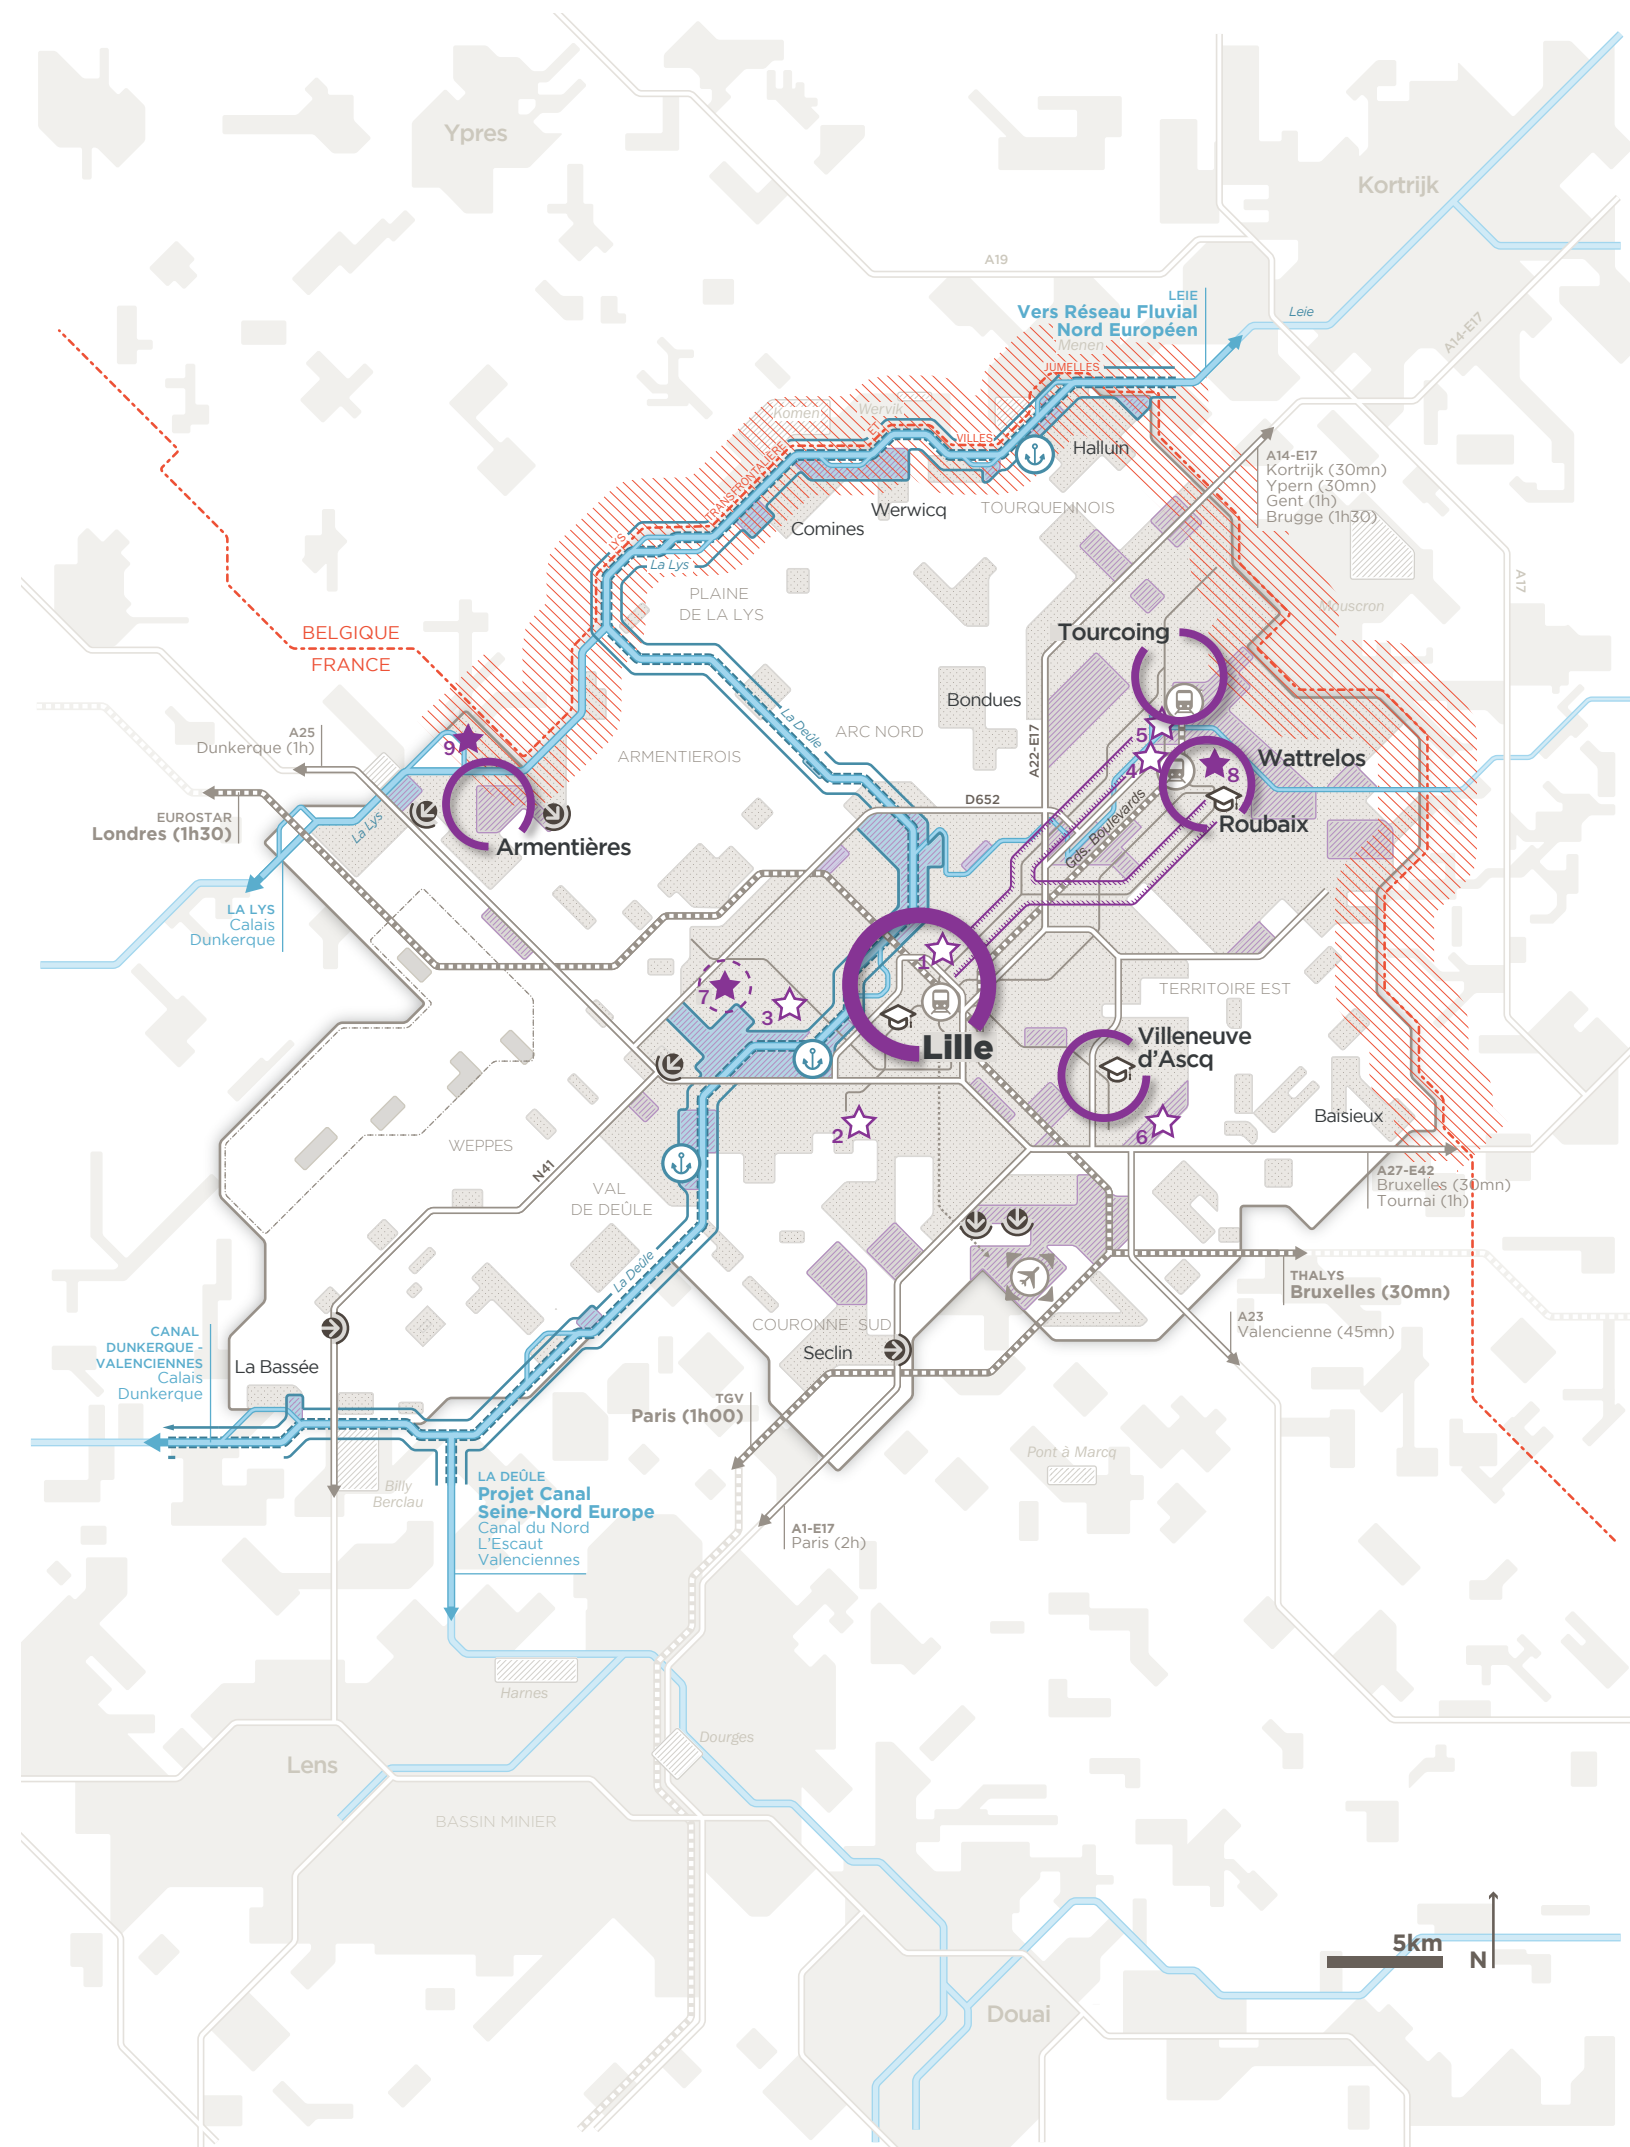 Ypres
Kortrijk
A19
LEIE
Vers Réseau Fluvial
Nord Européen
Leie
A14-E17
Menen
JUMELLES
Komen
Wervik
ET
VILLES
TRANSFRONTALIÈRE
LYS
Halluin
A14-E17
Kortrijk (30mn)
Ypern (30mn)
Gent (1h)
Brugge (1h30)
Werwicq
TOURQUENNOIS
Comines
La Lys
A17
PLAINE
DE LA LYS
Mouscron
BELGIQUE
FRANCE
Tourcoing
Bondues
La Deûle
ARC NORD
A22-E17
5
4
8
Wattrelos
A25
Dunkerque (1h)
9
ARMENTIEROIS
D652
Gds. Boulevards
Roubaix
EUROSTAR
Londres (1h30)
La Lys
Armentières
LA LYS
Calais
Dunkerque
1
7
3
TERRITOIRE EST
Lille
Villeneuve
d'Ascq
2
6
Baisieux
WEPPES
N41
VAL
DE DEÛLE
A27-E42
Bruxelles (30mn)
Tournai (1h)
La Deûle
THALYS
Bruxelles (30mn)
A23
Valencienne (45mn)
COURONNE SUD
Seclin
CANAL
DUNKERQUE -
VALENCIENNES
Calais
Dunkerque
La Bassée
TGV
Paris (1h00)
Pont à Marcq
Billy
Berclau
LA DEÛLE
Projet Canal
Seine-Nord Europe
Canal du Nord
L'Escaut
Valenciennes
A1-E17
Paris (2h)
Harnes
Dourges
Lens
BASSIN MINIER
5km
N
Douai